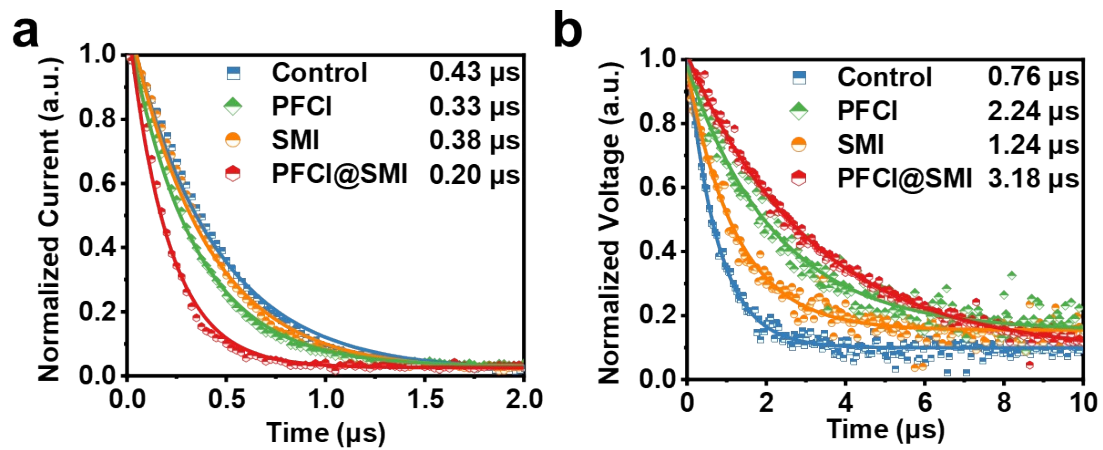 a
Normalized Current (a.u.)
1.0
0.8
0.6
0.4
0.2
0.0
0.0 0.5 1.0 1.5 2.0
Time (μs)
Control 0.43 μs
PFCl 0.33 μs
SMI 0.38 μs
PFCl@SMI 0.20 μs
b
Normalized Voltage (a.u.)
1.0
0.8
0.6
0.4
0.2
0.0
0 2 4 6 8 10
Time (μs)
Control 0.76 μs
PFCl 2.24 μs
SMI 1.24 μs
PFCl@SMI 3.18 μs